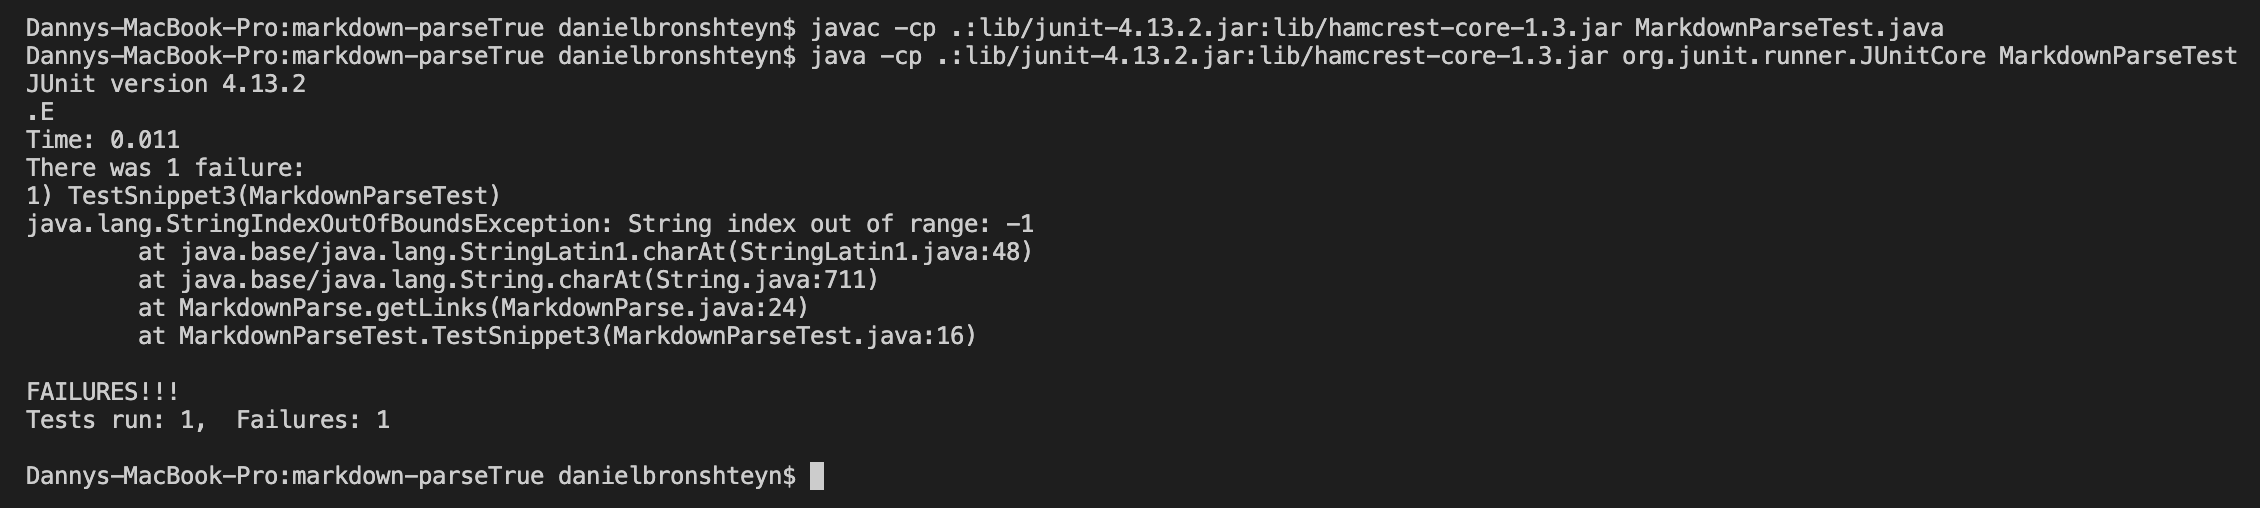 Dannys-MacBook-Pro:markdown-parseTrue danielbronshteyn$ javac -cp .:lib/junit-4.13.2.jar:lib/hamcrest-core-1.3.jar MarkdownParseTest.java
Dannys-MacBook-Pro:markdown-parseTrue danielbronshteyn$ java -cp .:lib/junit-4.13.2.jar:lib/hamcrest-core-1.3.jar org.junit.runner.JUnitCore MarkdownParseTest
JUnit version 4.13.2
.E
Time: 0.011
There was 1 failure:
1) TestSnippet3(MarkdownParseTest)
java.lang.StringIndexOutOfBoundsException: String index out of range: -1
        at java.base/java.lang.StringLatin1.charAt(StringLatin1.java:48)
        at java.base/java.lang.String.charAt(String.java:711)
        at MarkdownParse.getLinks(MarkdownParse.java:24)
        at MarkdownParseTest.TestSnippet3(MarkdownParseTest.java:16)

FAILURES!!!
Tests run: 1,  Failures: 1

Dannys-MacBook-Pro:markdown-parseTrue danielbronshteyn$